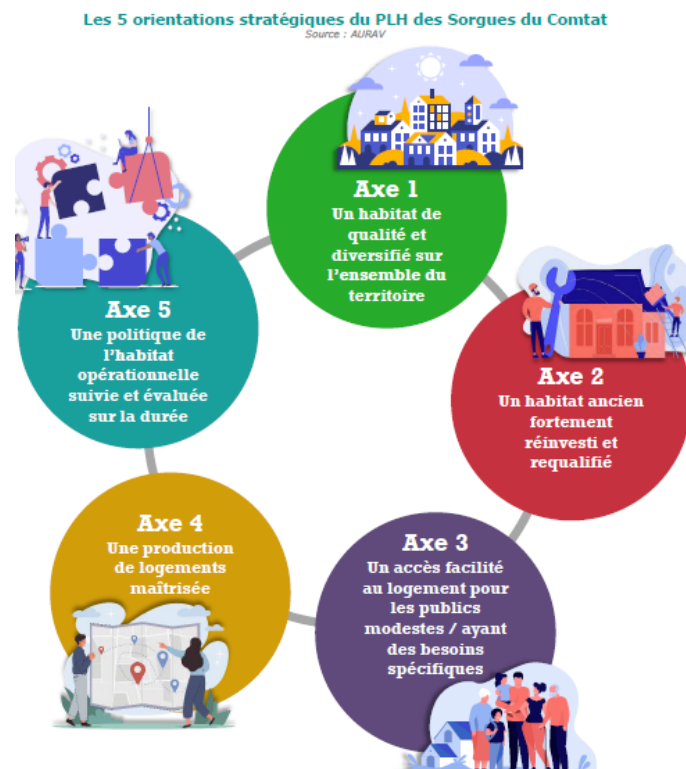 Les 5 orientations stratégiques du PLH des Sorgues du Comtat
Source : AURAV
Axe 1
Un habitat de
qualité et
diversifié sur
l'ensemble du
territoire
Axe 2
Un habitat ancien
fortement
réinvesti et
requalifié
Axe 3
Un accès facilité
au logement pour
les publics
modestes / ayant
des besoins
spécifiques
Axe 4
Une production
de logements
maîtrisée
Axe 5
Une politique de
l'habitat
opérationnelle
suivie et évaluée
sur la durée